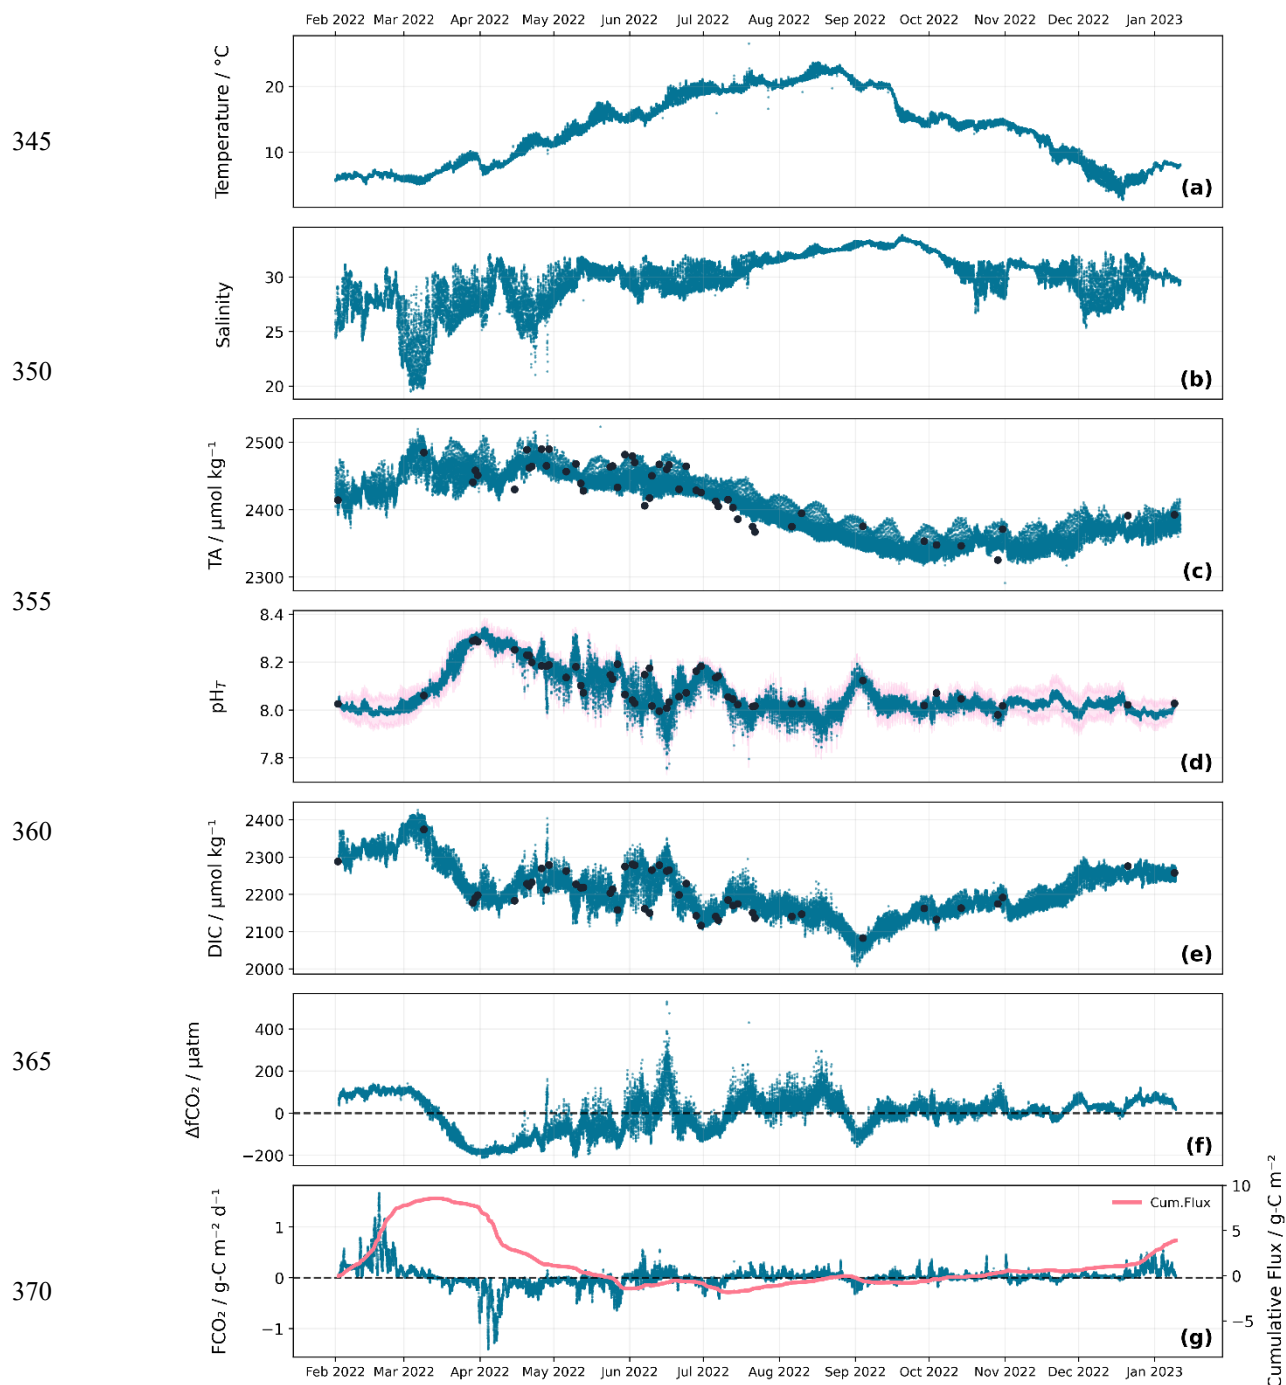 Feb 2022 Mar 2022 Apr 2022 May 2022 Jun 2022 Jul 2022 Aug 2022 Sep 2022 Oct 2022 Nov 2022 Dec 2022 Jan 2023
345
Temperature / °C
20
10
(a)
350
Salinity
30
25
20
(b)
TA / µmol kg⁻¹
2500
2400
2300
(c)
355
pH_T
8.4
8.2
8.0
7.8
(d)
360
DIC / µmol kg⁻¹
2400
2300
2200
2100
2000
(e)
365
ΔfCO₂ / µatm
400
200
0
−200
(f)
370
FCO₂ / g-C m⁻² d⁻¹
1
0
−1
Cum.Flux
10
5
0
−5
Cumulative Flux / g-C m⁻²
(g)
Feb 2022 Mar 2022 Apr 2022 May 2022 Jun 2022 Jul 2022 Aug 2022 Sep 2022 Oct 2022 Nov 2022 Dec 2022 Jan 2023